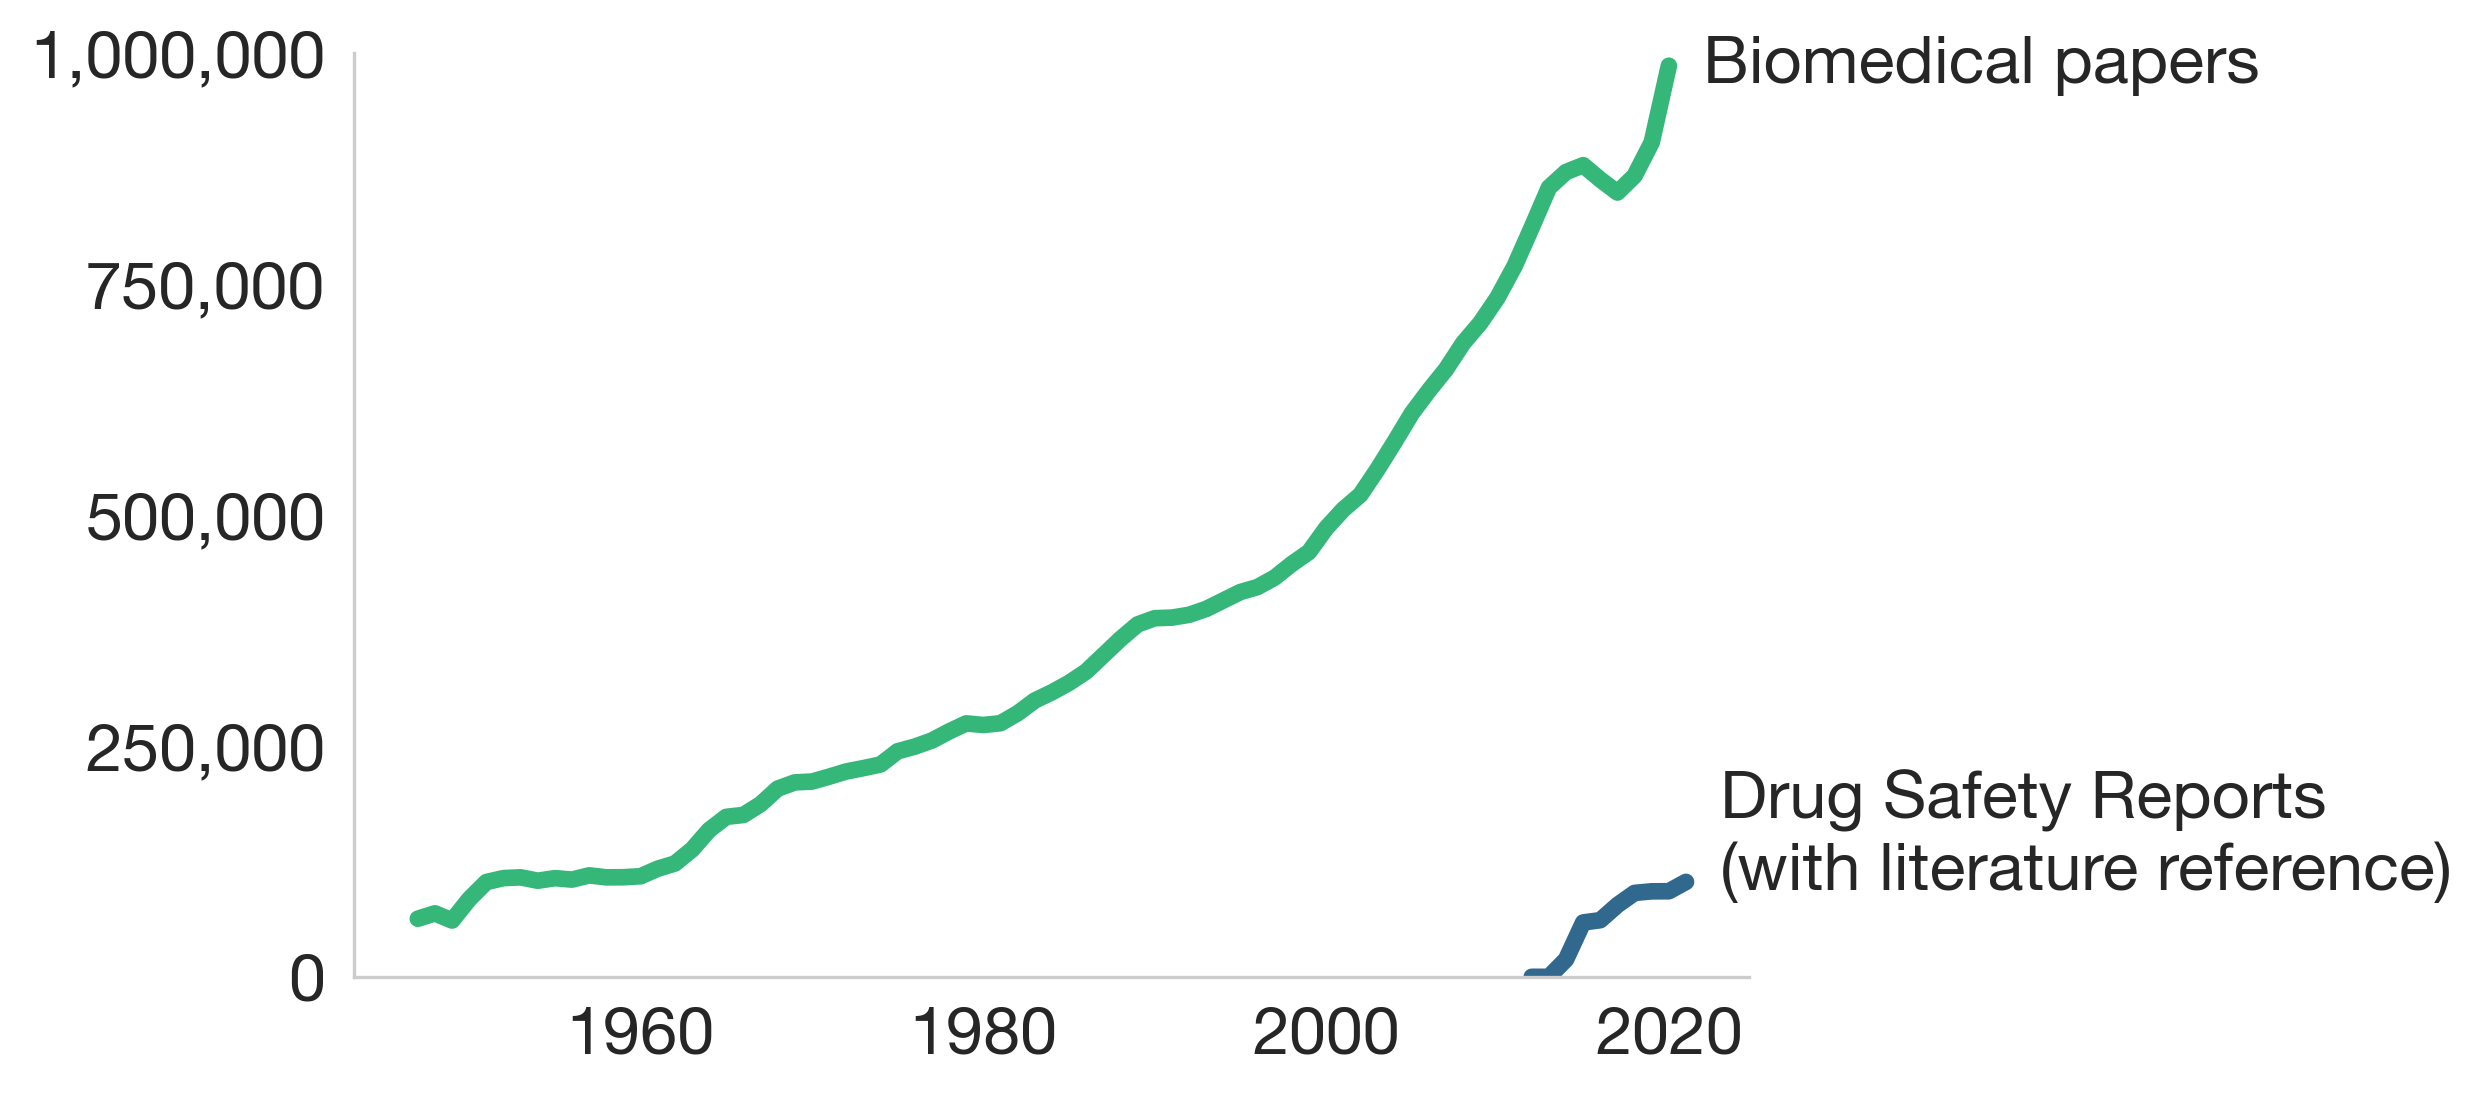 1,000,000
Biomedical papers
750,000
500,000
250,000
Drug Safety Reports
(with literature reference)
0
1960 1980 2000 2020